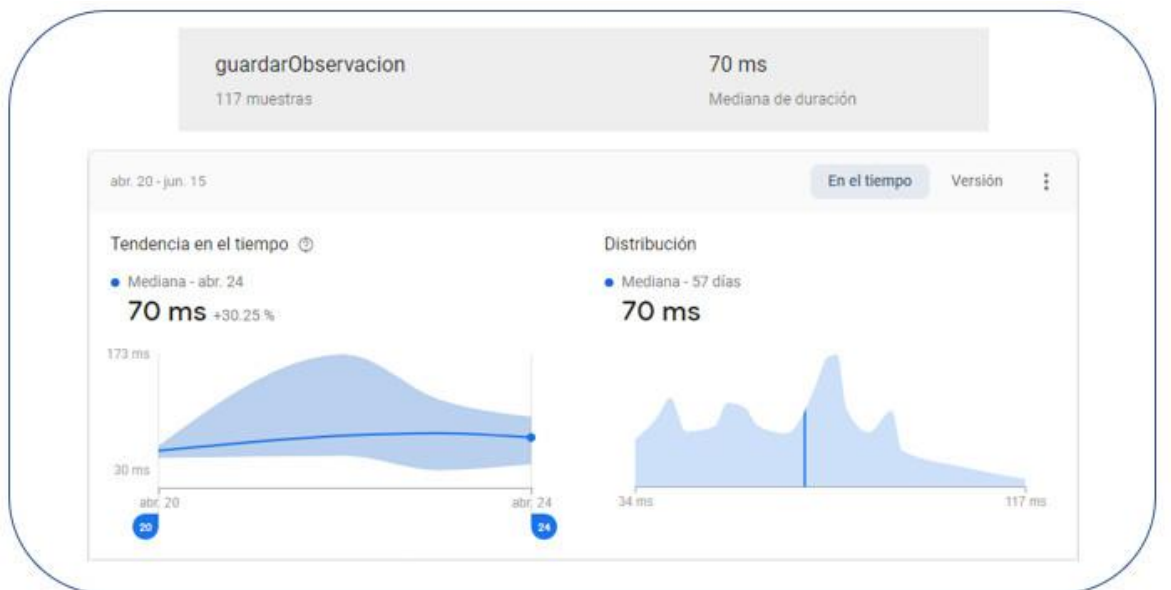 guardarObservacion
70 ms
117 muestras
Mediana de duración
abr. 20 - jun. 15
En el tiempo
Versión
Tendencia en el tiempo
Distribución
Mediana - abr. 24
Mediana - 57 días
70 ms +30.25 %
70 ms
173 ms
30 ms
abr. 20
abr. 24
34 ms
117 ms
20
24